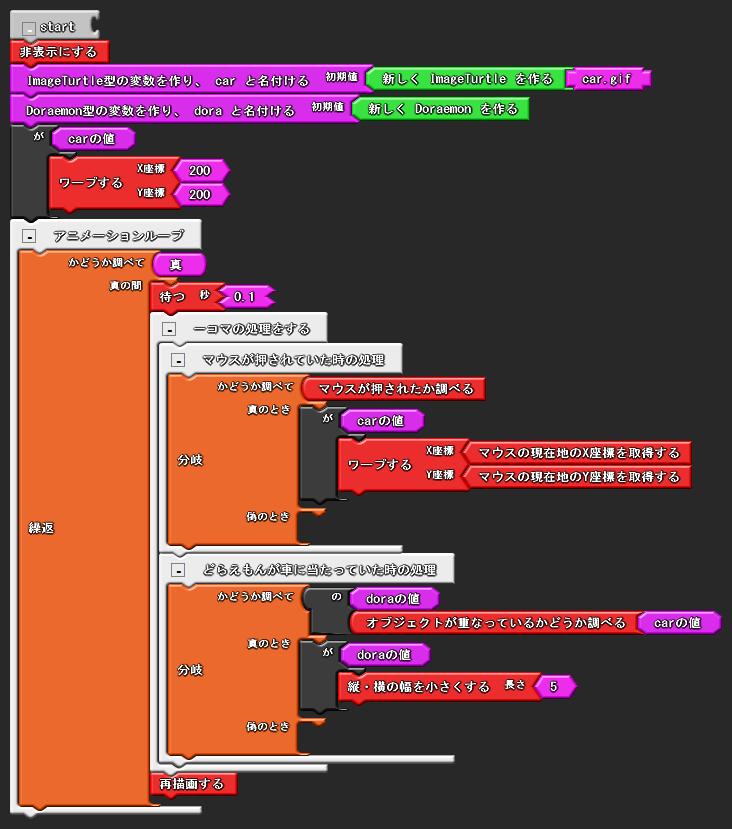 start
非表示にする
ImageTurtle型の変数を作り、 car と名付ける 初期値 新しく ImageTurtle を作る car.gif
Doraemon型の変数を作り、 dora と名付ける 初期値 新しく Doraemon を作る
が carの値
ワープする X座標 200
Y座標 200
アニメーションループ
かどうか調べて 真
真の間
待つ 秒 0.1
一コマの処理をする
マウスが押されていた時の処理
かどうか調べて マウスが押されたか調べる
真のとき
が carの値
分岐
ワープする X座標 マウスの現在地のX座標を取得する
Y座標 マウスの現在地のY座標を取得する
偽のとき
繰返
どらえもんが車に当たっていた時の処理
かどうか調べて の doraの値
オブジェクトが重なっているかどうか調べる carの値
真のとき
が doraの値
分岐
縦・横の幅を小さくする 長さ 5
偽のとき
再描画する